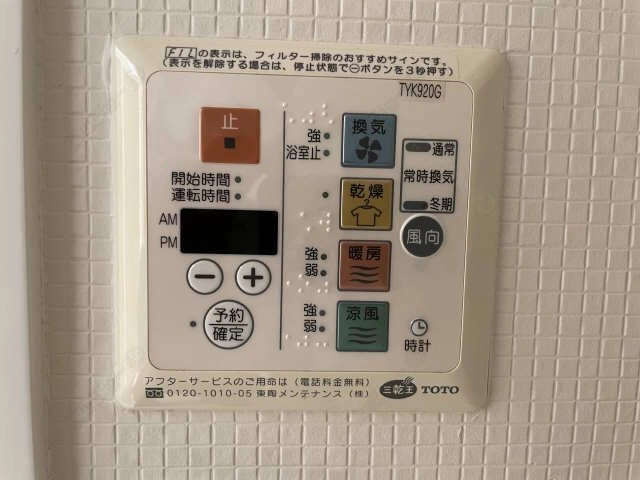 FILの表示は、フィルター掃除のおすすめサインです。
(表示を解除する場合は、停止状態で⊖ボタンを3秒押す)
TYK920G
止
強
浴室止
換気
通常
常時換気
冬期
開始時間
運転時間
乾燥
AM
PM
風向
強
弱
暖房
− +
予約
確定
強
弱
涼風
時計
アフターサービスのご用命は(電話料金無料)
0120-1010-05 東陶メンテナンス(株)
三乾王 TOTO